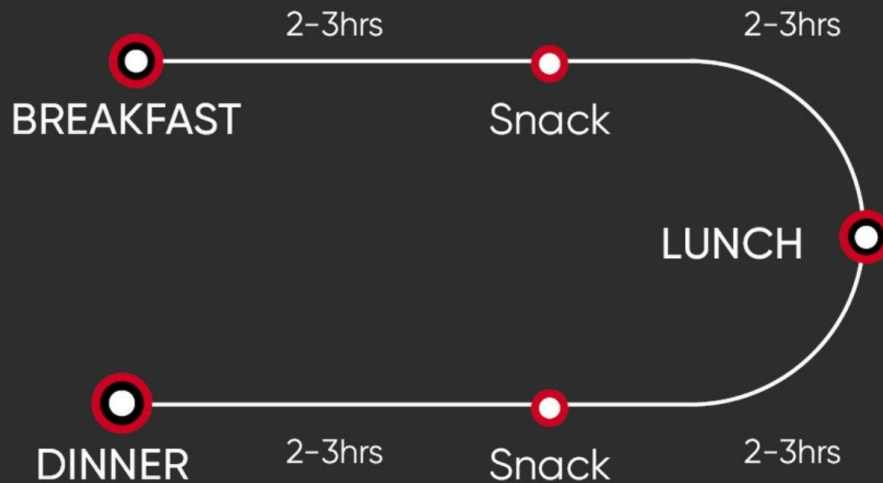 2-3hrs
2-3hrs
BREAKFAST
Snack
LUNCH
2-3hrs
2-3hrs
DINNER
Snack